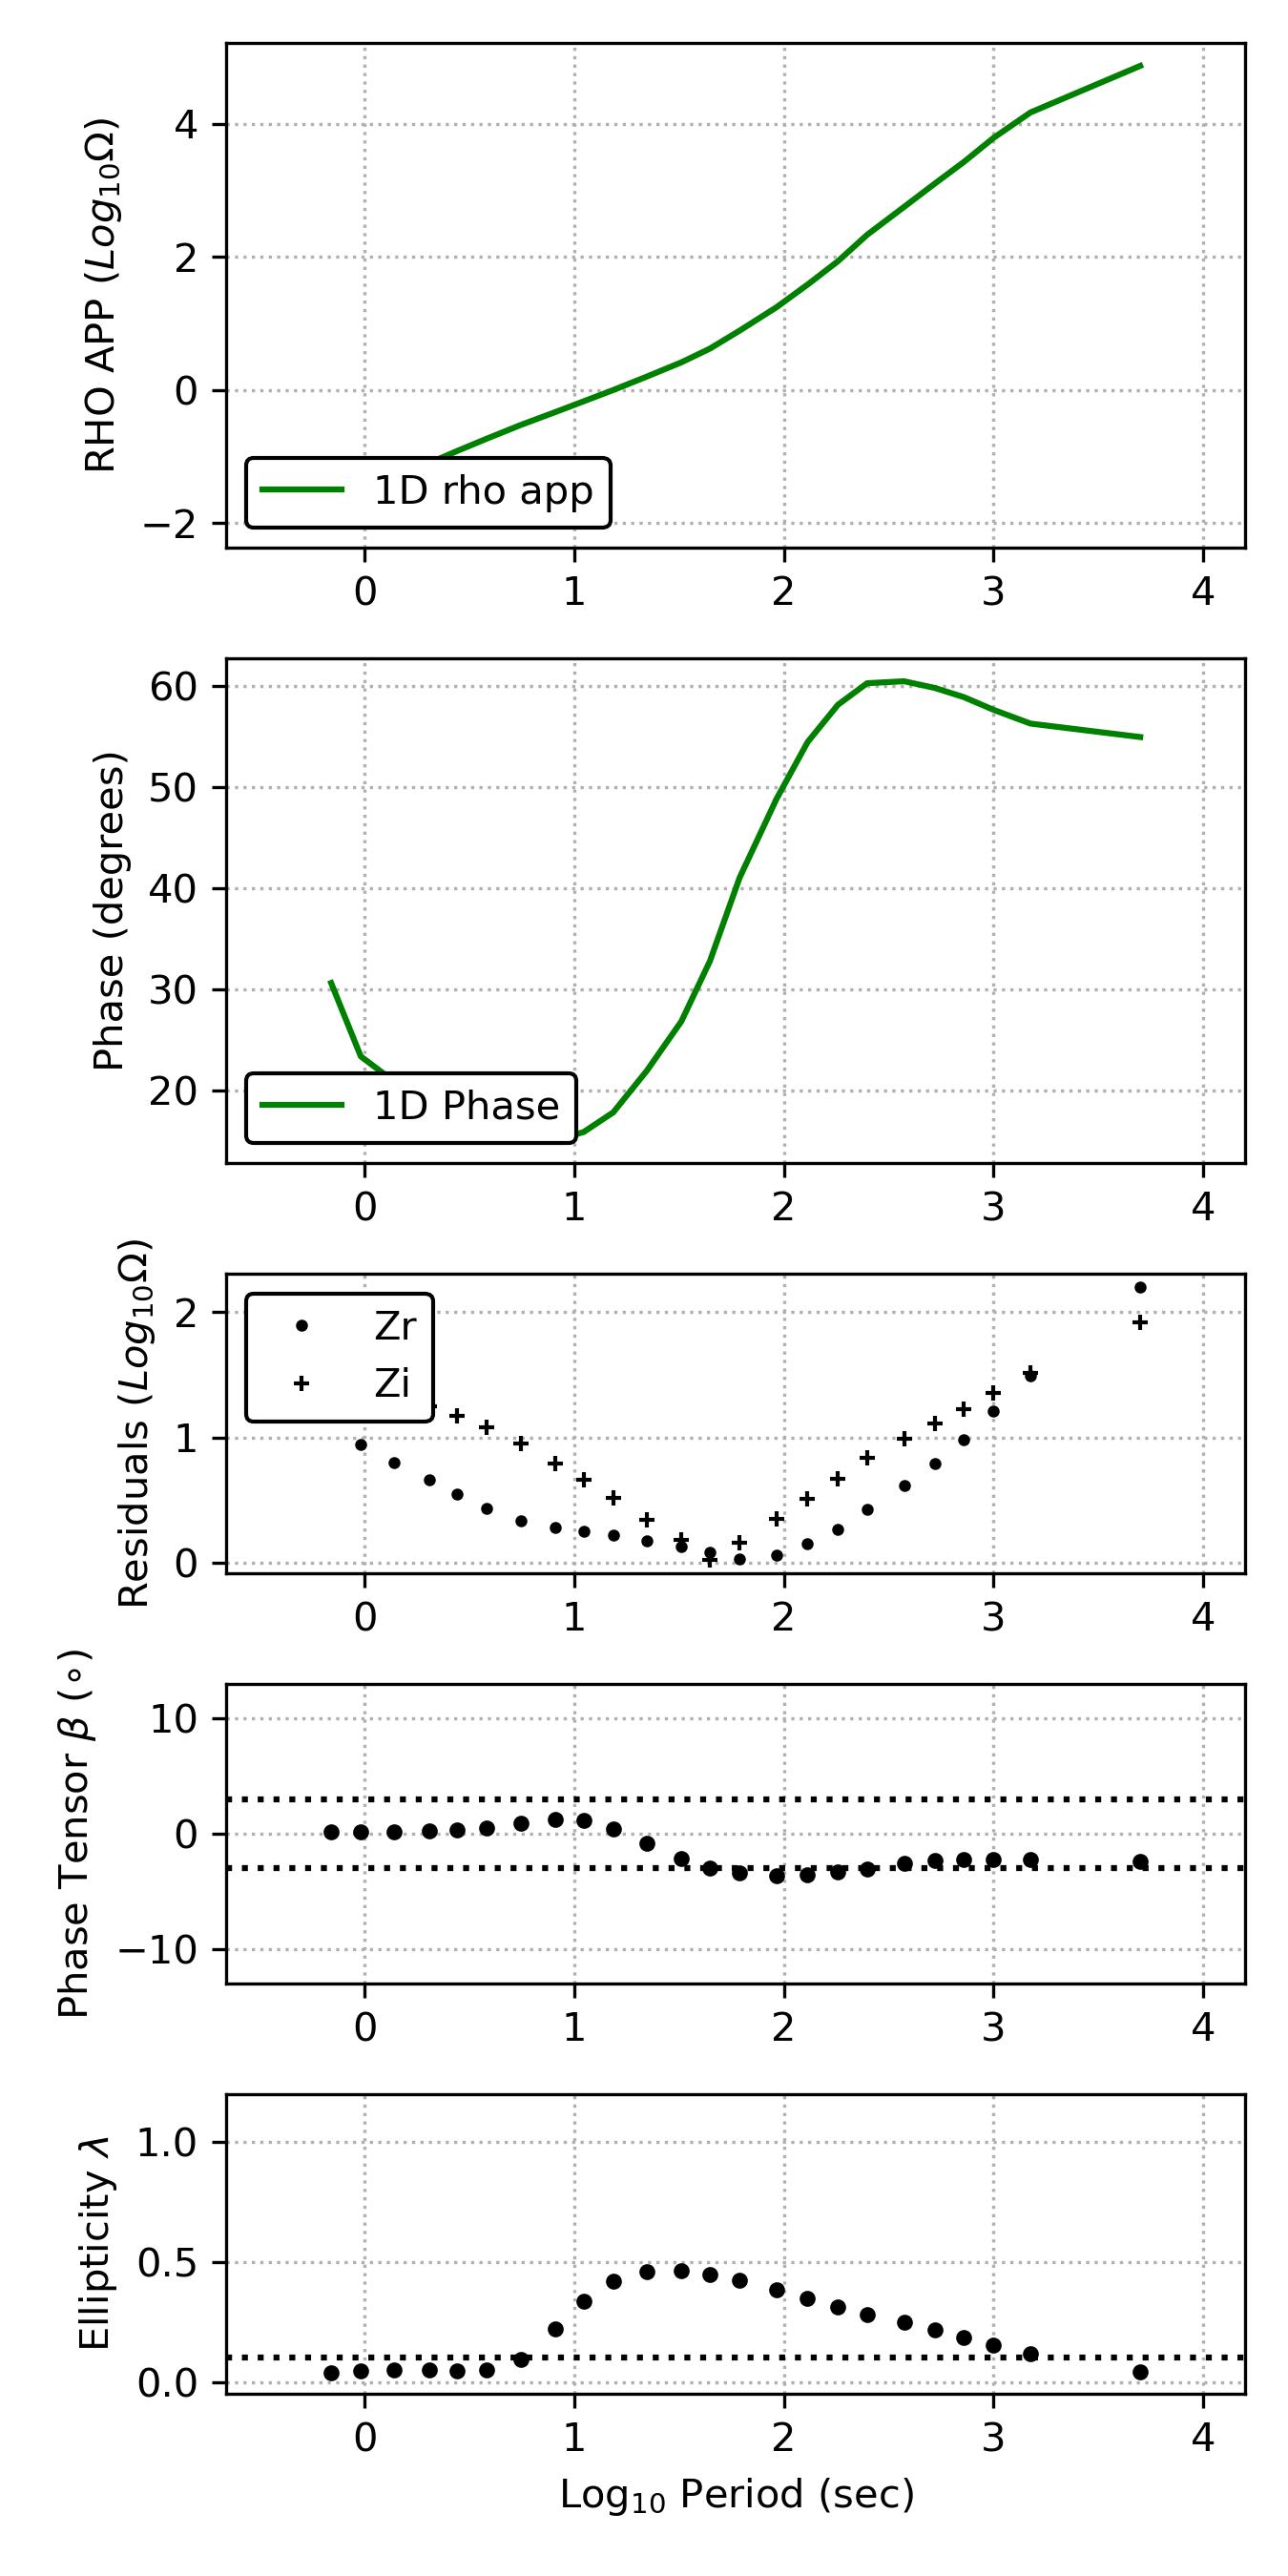 RHO APP (Log₁₀Ω)
4
2
0
−2
1D rho app
0 1 2 3 4
Phase (degrees)
60
50
40
30
20
1D Phase
0 1 2 3 4
Residuals (Log₁₀Ω)
2
1
0
Zr
Zi
0 1 2 3 4
Phase Tensor β (∘)
10
0
−10
0 1 2 3 4
Ellipticity λ
1.0
0.5
0.0
0 1 2 3 4
Log₁₀ Period (sec)